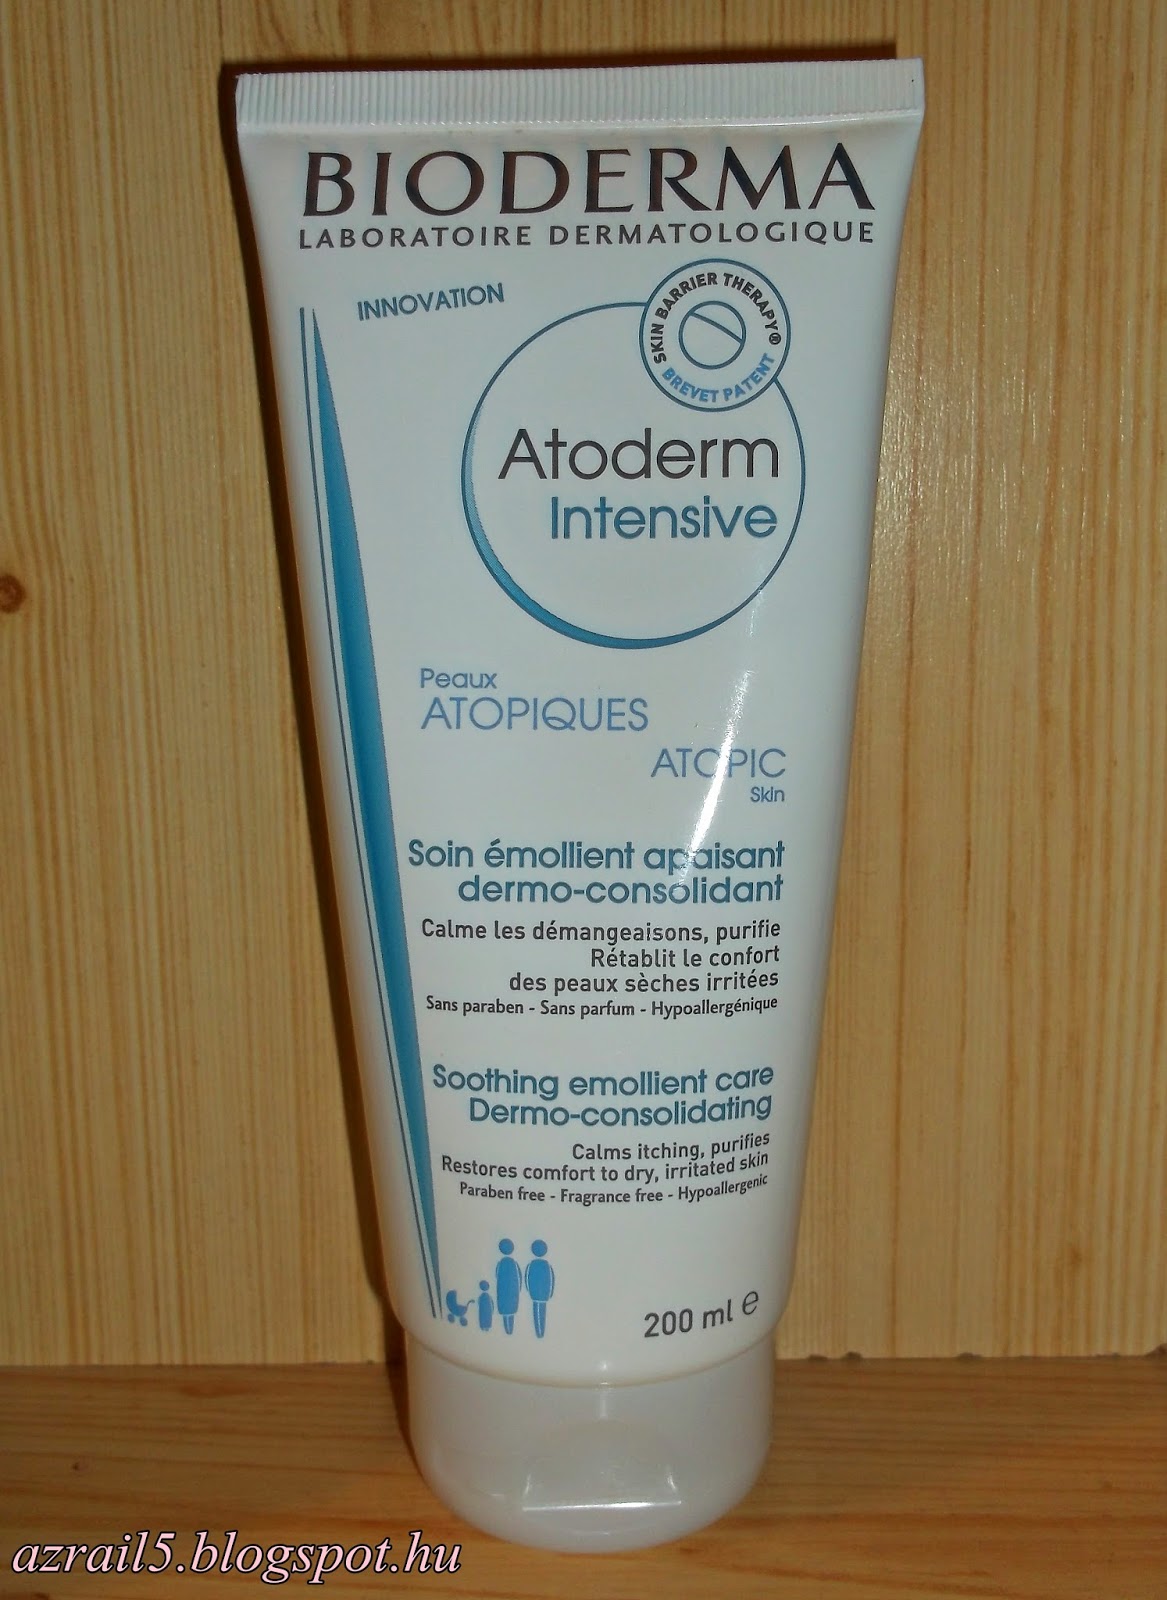 BIODERMA
LABORATOIRE DERMATOLOGIQUE
INNOVATION
SKIN BARRIER THERAPY®
BREVET PATENT
Atoderm
Intensive
Peaux
ATOPIQUES
ATOPIC
Skin
Soin émollient apaisant
dermo-consolidant
Calme les démangeaisons, purifie
Rétablit le confort
des peaux sèches irritées
Sans paraben - Sans parfum - Hypoallergénique
Soothing emollient care
Dermo-consolidating
Calms itching, purifies
Restores comfort to dry, irritated skin
Paraben free - Fragrance free - Hypoallergenic
200 ml e
azrail5.blogspot.hu